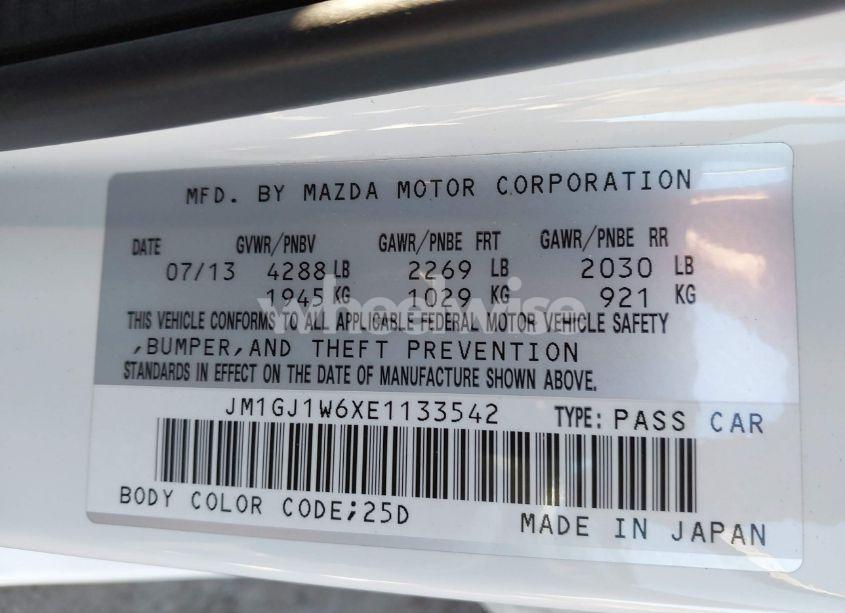 MFD. BY MAZDA MOTOR CORPORATION
DATE GVWR/PNBV GAWR/PNBE FRT GAWR/PNBE RR
07/13 4288 LB 2269 LB 2030 LB
1945 KG 1029 KG 921 KG
wheelwise
THIS VEHICLE CONFORMS TO ALL APPLICABLE FEDERAL MOTOR VEHICLE SAFETY
,BUMPER,AND THEFT PREVENTION
STANDARDS IN EFFECT ON THE DATE OF MANUFACTURE SHOWN ABOVE.
JM1GJ1W6XE1133542 TYPE: PASS CAR
BODY COLOR CODE;25D
MADE IN JAPAN